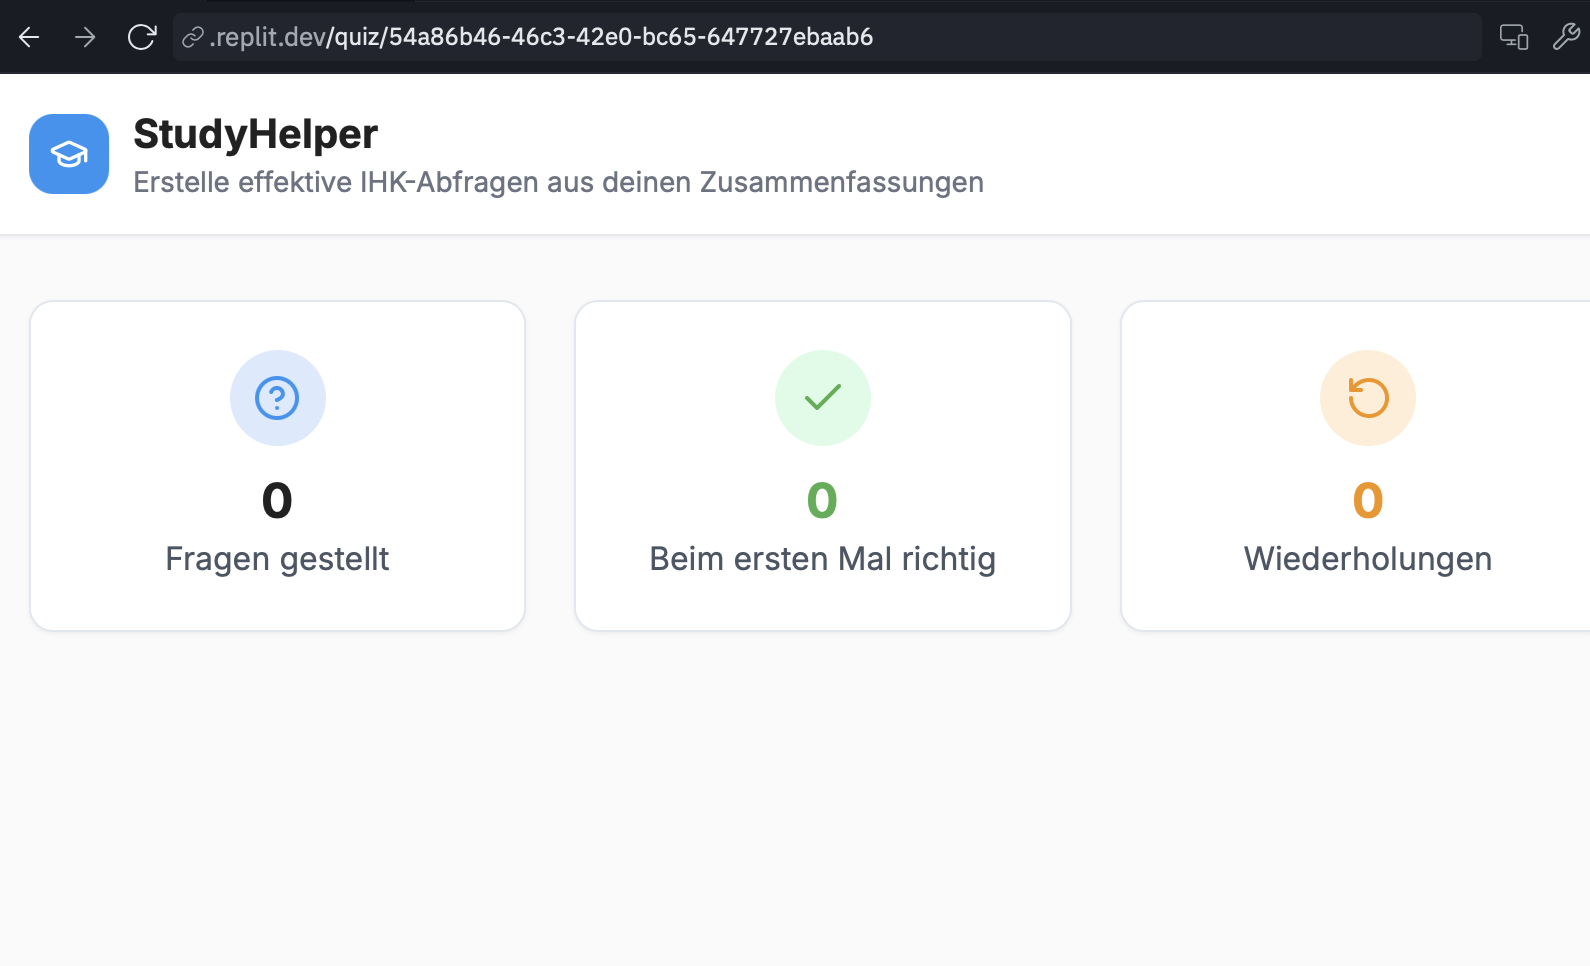 .replit.dev/quiz/54a86b46-46c3-42e0-bc65-647727ebaab6
StudyHelper
Erstelle effektive IHK-Abfragen aus deinen Zusammenfassungen
0
Fragen gestellt
0
Beim ersten Mal richtig
0
Wiederholungen